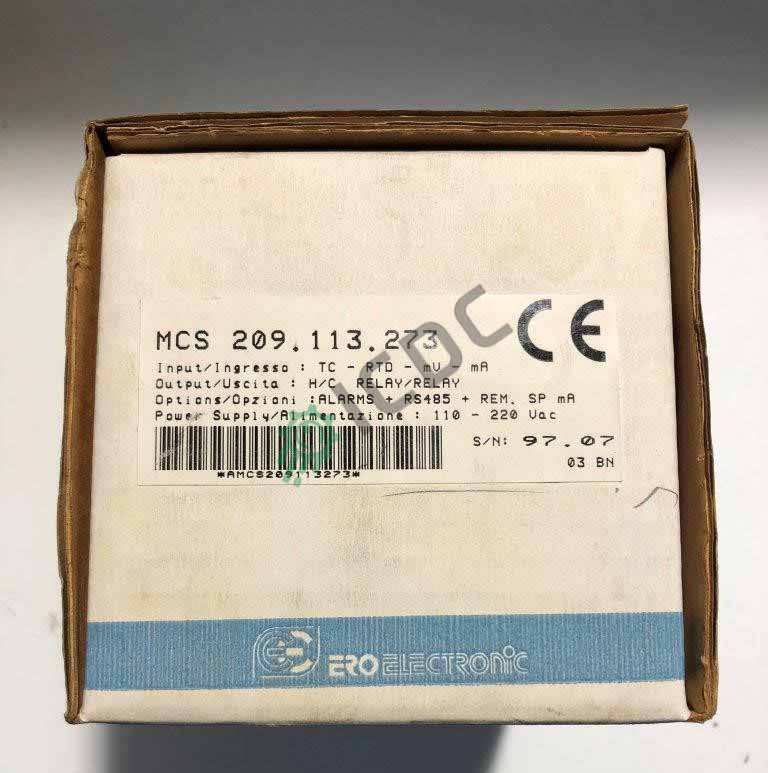 MCS 209.113.273
CE
Input/Ingresso : TC - RTD - mV - mA
Output/Uscita : H/C RELAY/RELAY
Options/Opzioni :ALARMS + RS485 + REM. SP mA
Power Supply/Alimentazione : 110 - 220 Vac
S/N: 97.07
*AMCS209113273*
03 BN
ICDC
ERO ELECTRONIC